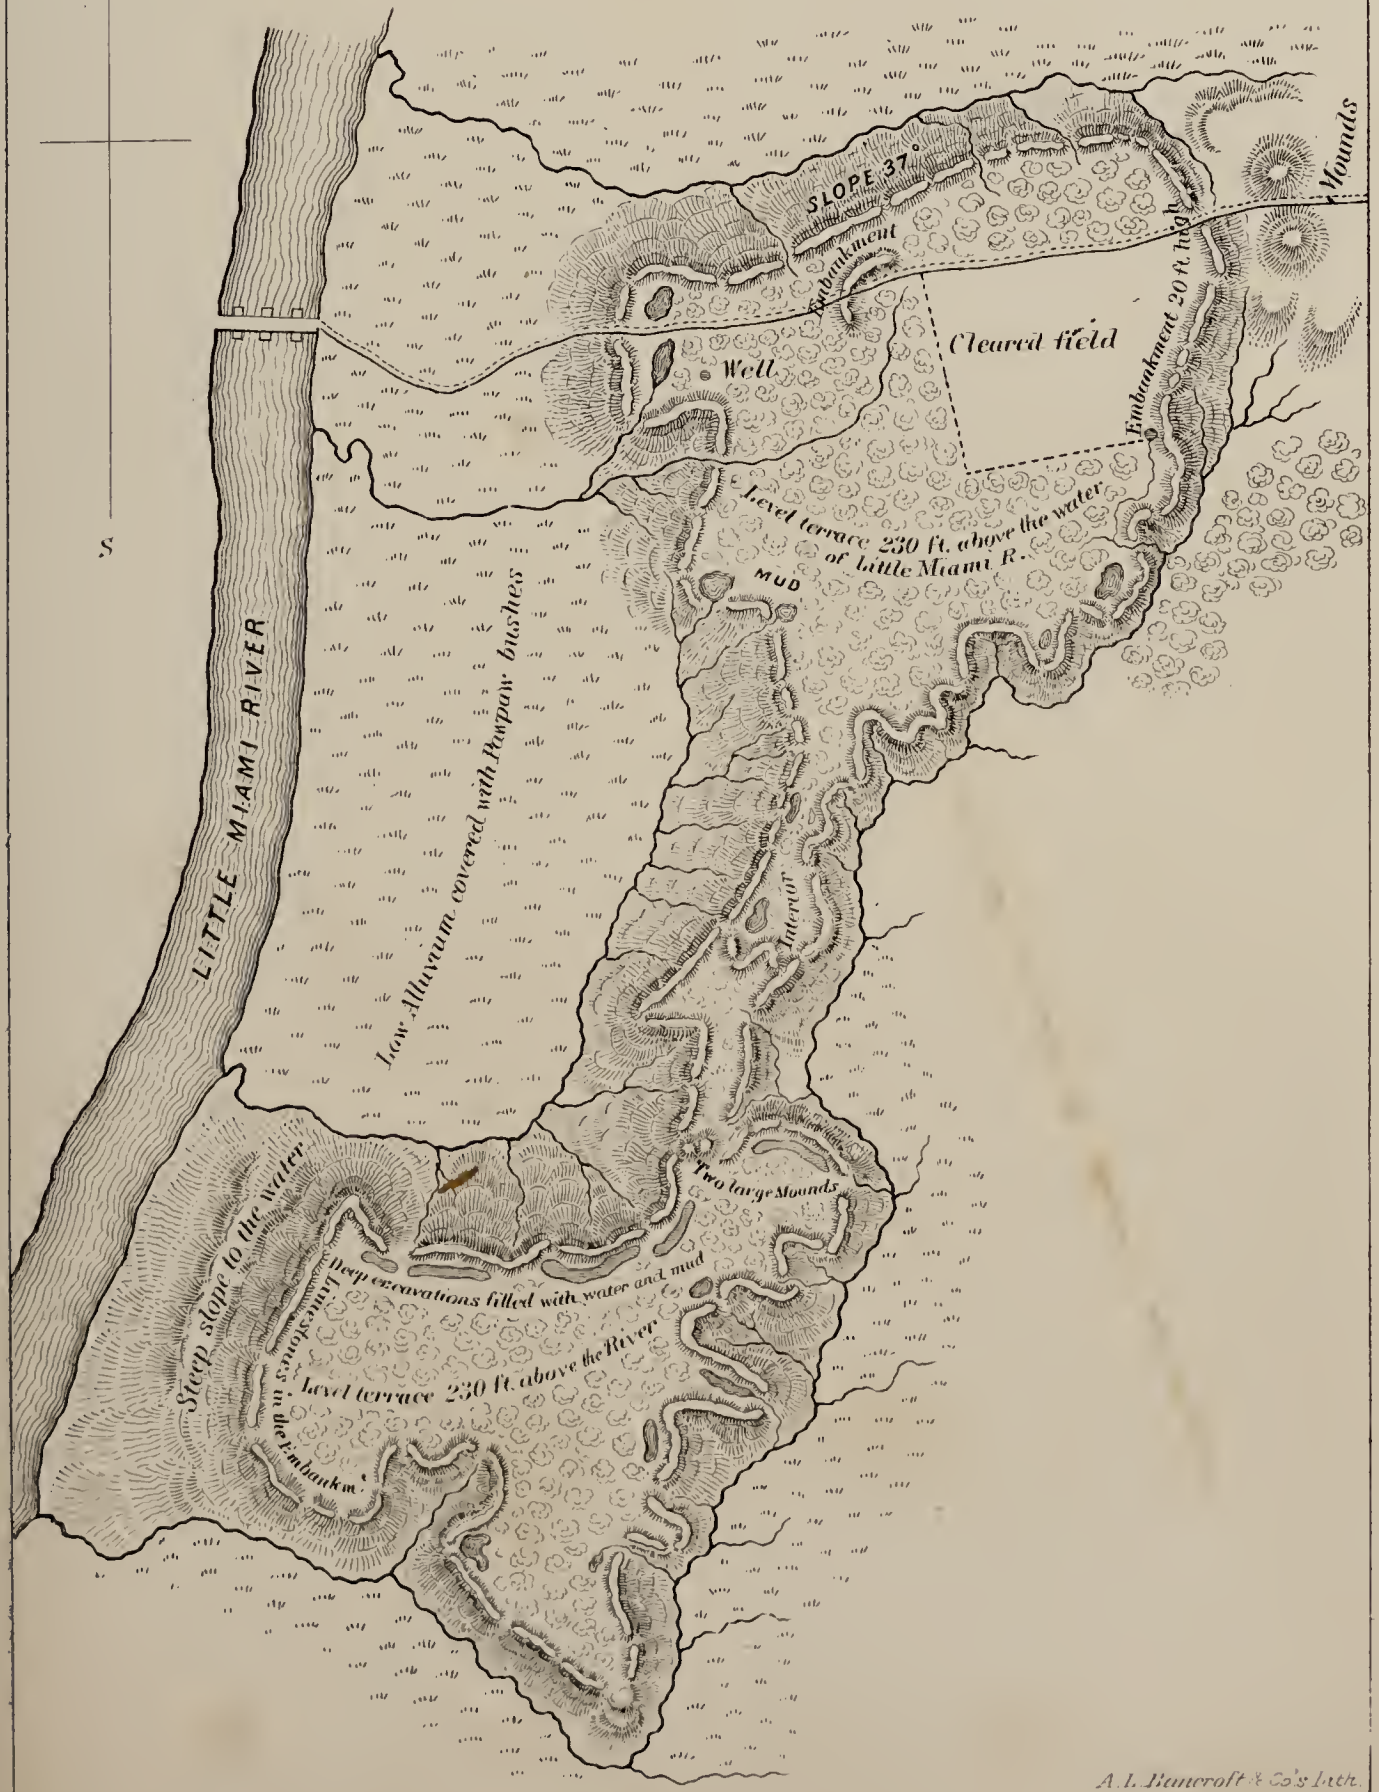 Mounds
SLOPE 37°
Embankment
Embankment 20 ft. high
Cleared field
Well
S
Level terrace 230 ft. above the water
of Little Miami R.
MUD
LITTLE MIAMI RIVER
Low Alluvium covered with Pawpaw bushes
Interior
Two large Mounds
Steep slope to the water
Deep excavations filled with water and mud
Limestones in the Embankmt
Level terrace 230 ft. above the River
A.L. Bancroft & Co's Lith.